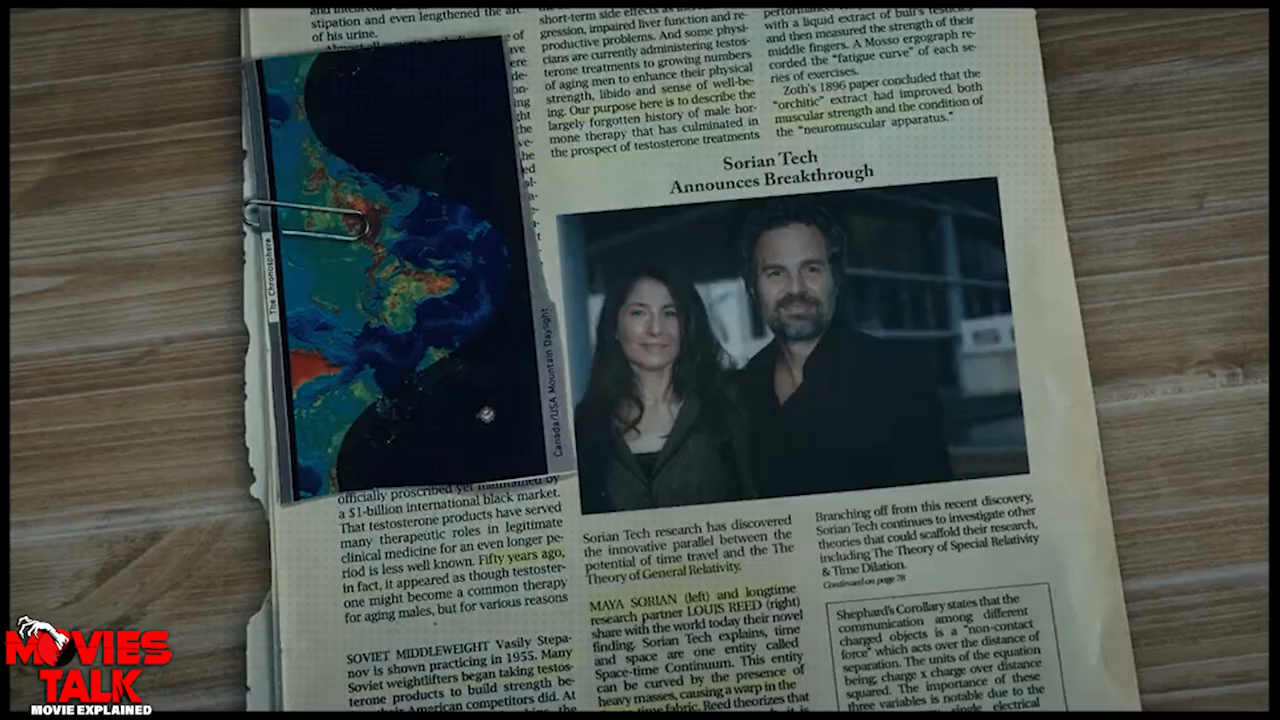 stipation and even lengthened the
of his urine.
officially proscribed yet maintained by
a $1-billion international black market.
That testosterone products have served
many therapeutic roles in legitimate
clinical medicine for an even longer pe-
riod is less well known. Fifty years ago,
in fact, it appeared as though testoster-
one might become a common therapy
for aging males, but for various reasons
SOVIET MIDDLEWEIGHT Vasily Stepa-
nov is shown practicing in 1955. Many
Soviet weightlifters began taking testos-
terone products to build strength be-
American competitors did. At
The Chronosphere
Canada/USA Mountain Daylight
short-term side effects
gression, impaired liver function and re-
productive problems. And some physi-
cians are currently administering testos-
terone treatments to growing numbers
of aging men to enhance their physical
strength, libido and sense of well-be-
ing. Our purpose here is to describe the
largely forgotten history of male hor-
mone therapy that has culminated in
the prospect of testosterone treatments
with a liquid extract of bull's testicles
and then measured the strength of their
middle fingers. A Mosso ergograph re-
corded the "fatigue curve" of each se-
ries of exercises.
Zoth's 1896 paper concluded that the
"orchitic" extract had improved both
muscular strength and the condition of
the "neuromuscular apparatus."
Sorian Tech
Announces Breakthrough
Sorian Tech research has discovered
the innovative parallel between the
potential of time travel and the The
Theory of General Relativity.
MAYA SORIAN (left) and longtime
research partner LOUIS REED (right)
share with the world today their novel
finding. Sorian Tech explains, time
and space are one entity called
Space-time Continuum. This entity
can be curved by the presence of
heavy masses, causing a warp in the
time fabric. Reed theorizes that
Branching off from this recent discovery,
Sorian Tech continues to investigate other
theories that could scaffold their research,
including The Theory of Special Relativity
& Time Dilation.
Continued on page 78
Shephard's Corollary states that the
communication among different
charged objects is a "non-contact
force" which acts over the distance of
separation. The units of the equation
being; charge x charge over distance
squared. The importance of these
three variables is notable due to the
single electrical
MOVIES
TALK
MOVIE EXPLAINED